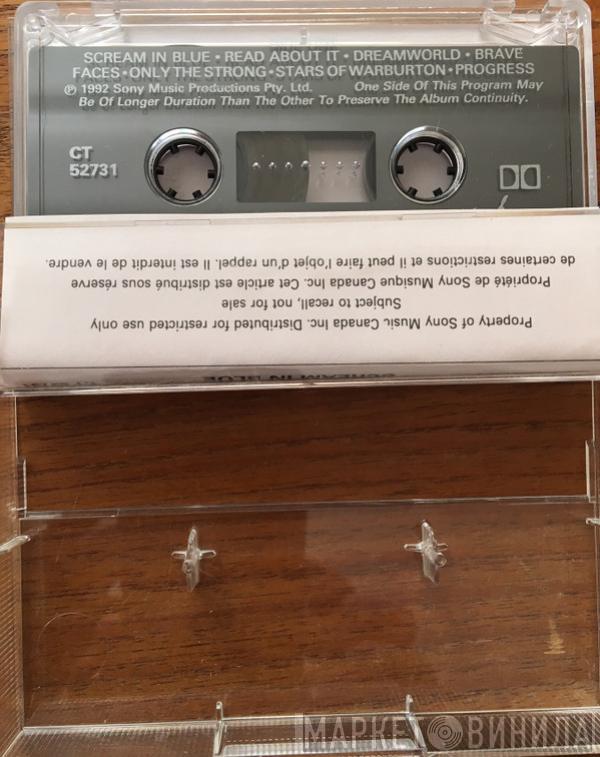 SCREAM IN BLUE • READ ABOUT IT • DREAMWORLD • BRAVE
FACES • ONLY THE STRONG • STARS OF WARBURTON • PROGRESS
℗ 1992 Sony Music Productions Pty. Ltd. One Side Of This Program May
Be Of Longer Duration Than The Other To Preserve The Album Continuity.
CT
52731
Property of Sony Music Canada Inc. Distributed for restricted use only
Subject to recall, not for sale
Propriété de Sony Musique Canada Inc. Cet article est distribué sous réserve
de certaines restrictions et il peut faire l'objet d'un rappel. Il est interdit de le vendre.
SCREAM IN BLUE
МАРКЕТ ВИНИЛА